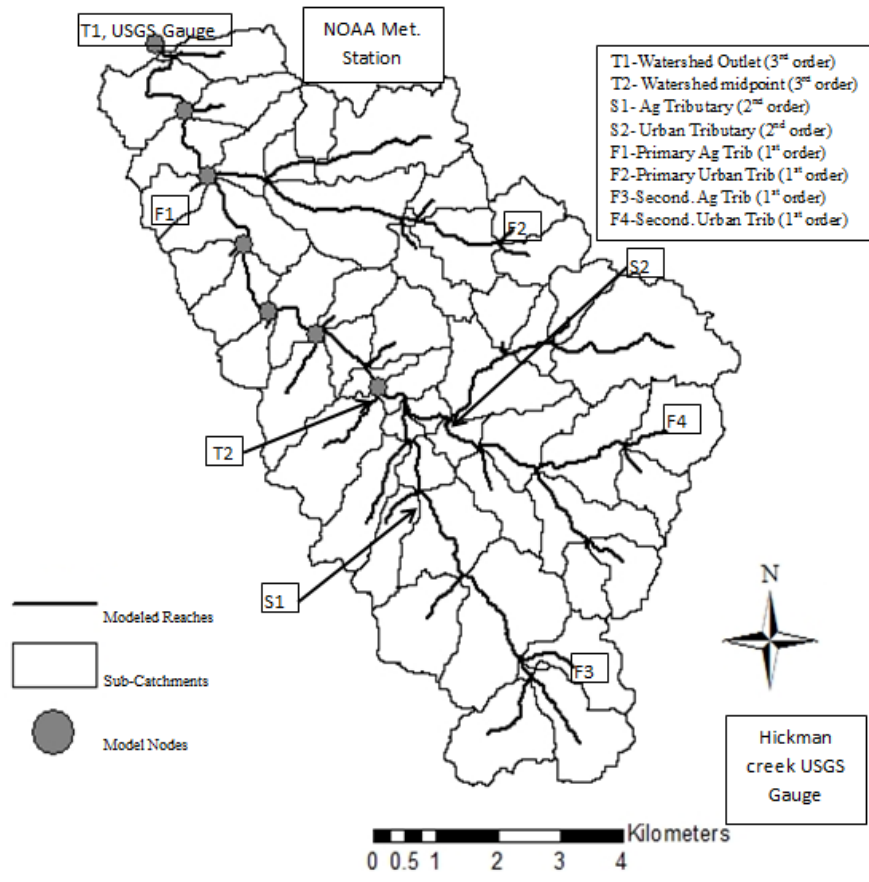 T1, USGS Gauge
NOAA Met.
Station
T1-Watershed Outlet (3rd order)
T2- Watershed midpoint (3rd order)
S1- Ag Tributary (2nd order)
S2- Urban Tributary (2nd order)
F1-Primary Ag Trib (1st order)
F2-Primary Urban Trib (1st order)
F3-Second. Ag Trib (1st order)
F4-Second. Urban Trib (1st order)
F1
F2
S2
F4
T2
S1
F3
Modeled Reaches
Sub-Catchments
Model Nodes
N
Hickman
creek USGS
Gauge
Kilometers
0 0.5 1 2 3 4